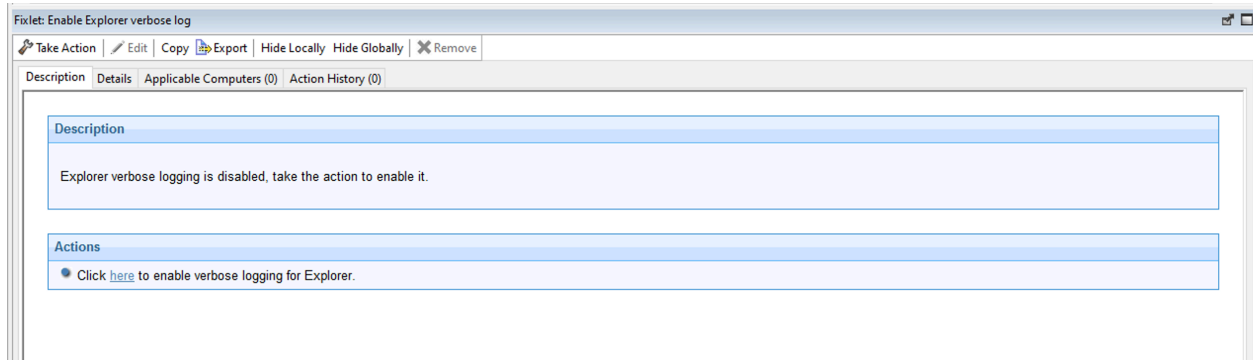 Fixlet: Enable Explorer verbose log
Take Action Edit Copy Export Hide Locally Hide Globally Remove
Description Details Applicable Computers (0) Action History (0)
Description
Explorer verbose logging is disabled, take the action to enable it.
Actions
Click here to enable verbose logging for Explorer.